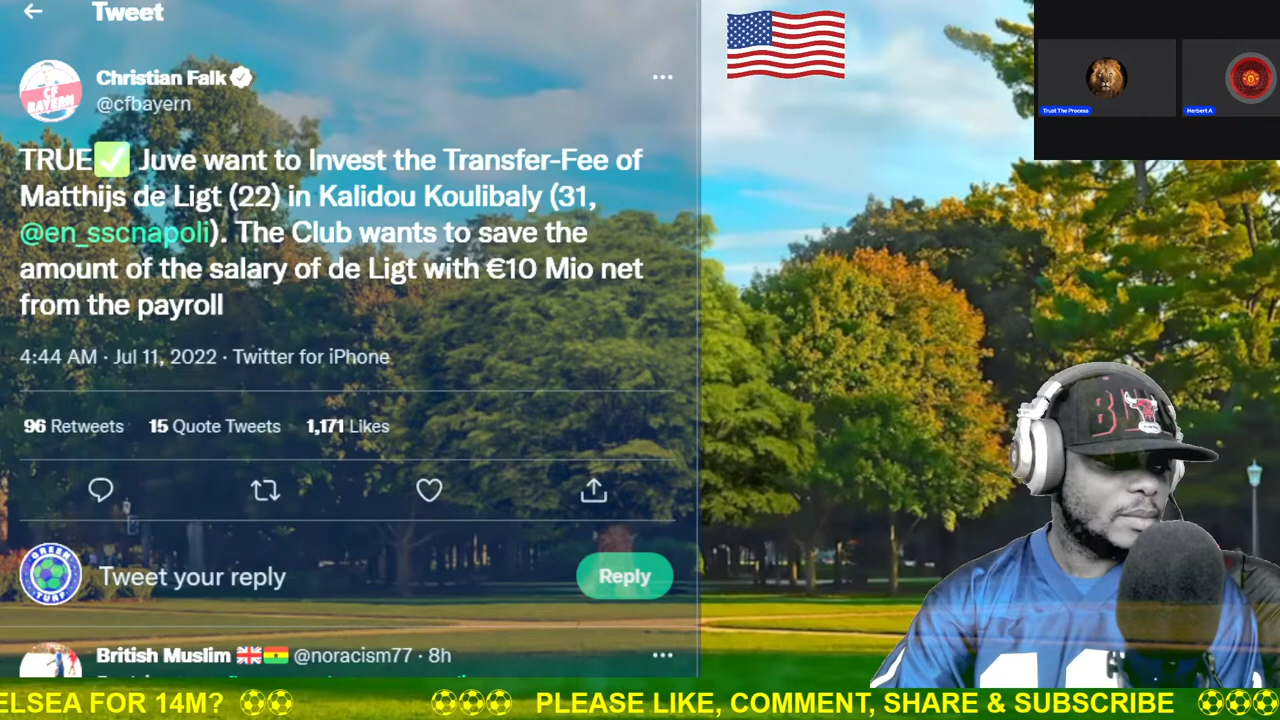 Tweet
Christian Falk
@cfbayern
TRUE✅ Juve want to Invest the Transfer-Fee of
Matthijs de Ligt (22) in Kalidou Koulibaly (31,
@en_sscnapoli). The Club wants to save the
amount of the salary of de Ligt with €10 Mio net
from the payroll
4:44 AM · Jul 11, 2022 · Twitter for iPhone
96 Retweets 15 Quote Tweets 1,171 Likes
GREEN
TURF
Tweet your reply
Reply
British Muslim 🇬🇧🇬🇭 @noracism77 · 8h
Trust The Process
Herbert A
CF
BAYERN
ELSEA FOR 14M? ⚽⚽ ⚽⚽⚽ PLEASE LIKE, COMMENT, SHARE & SUBSCRIBE ⚽⚽⚽